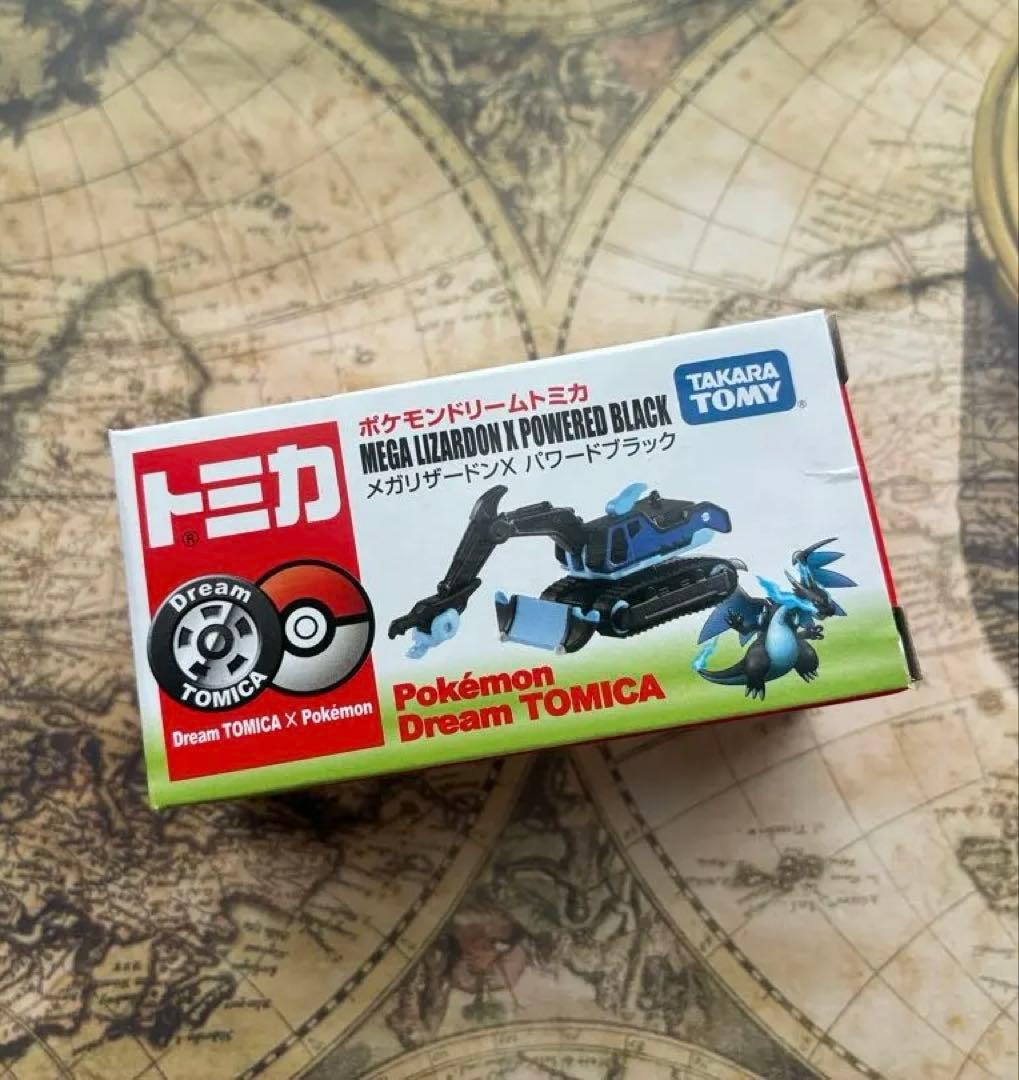 ポケモンドリームトミカ
MEGA LIZARDON X POWERED BLACK
メガリザードンX パワードブラック
TAKARA
TOMY®
トミカ®
Dream
TOMICA
Dream TOMICA X Pokémon
Pokémon
Dream TOMICA